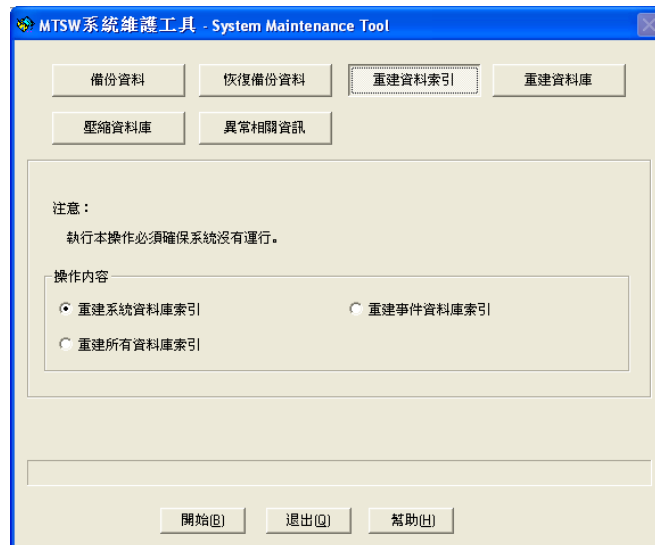 MTSW系統維護工具 - System Maintenance Tool
備份資料 恢復備份資料 重建資料索引 重建資料庫
壓縮資料庫 異常相關資訊
注意：
執行本操作必須確保系統沒有運行。
操作内容
重建系統資料庫索引 重建事件資料庫索引
重建所有資料庫索引
開始(B) 退出(Q) 幫助(H)